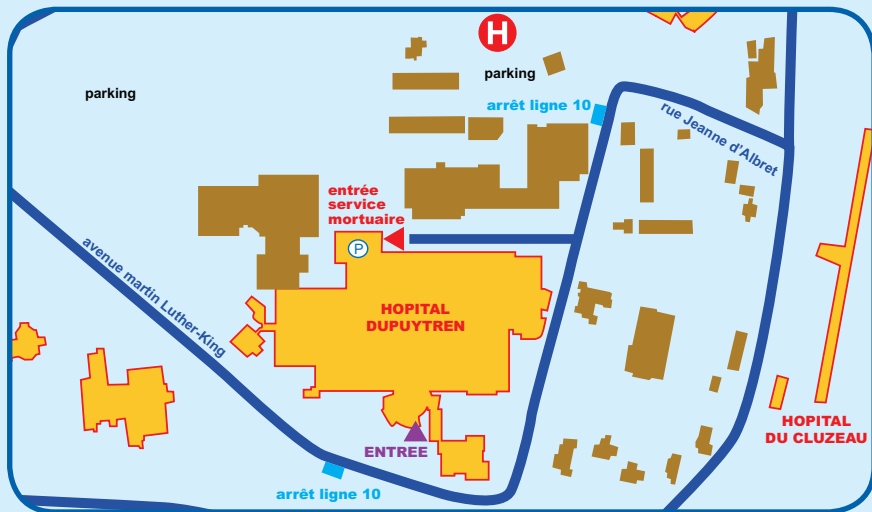 H
parking
parking
arrêt ligne 10
rue Jeanne d'Albret
entrée
service
mortuaire
P
avenue martin Luther-King
HOPITAL
DUPUYTREN
HOPITAL
DU CLUZEAU
ENTREE
arrêt ligne 10